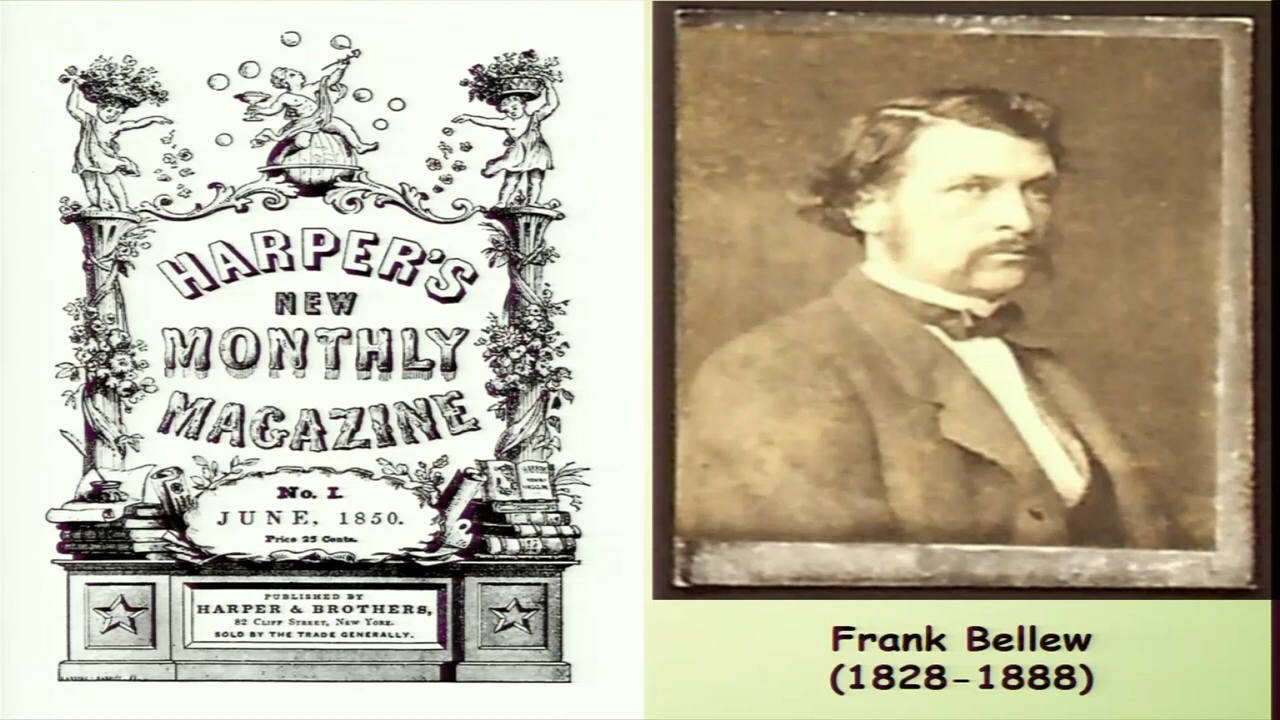 HARPER'S
NEW
MONTHLY
MAGAZINE
No. I.
JUNE, 1850.
Price 25 Cents.
PUBLISHED BY
HARPER & BROTHERS,
82 Cliff Street, New York.
SOLD BY THE TRADE GENERALLY.
Frank Bellew
(1828-1888)